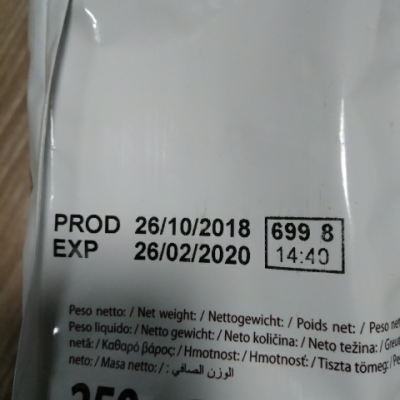 PROD 26/10/2018 699 8
EXP 26/02/2020 14:40
Peso netto: / Net weight: / Nettogewicht: / Poids net: / Peso
Peso líquido: / Netto gewicht: / Neto količina: / Neto težina: /
netă: / Καθαρό βάρος: / Hmotnost: / Hmotnosť: / Tiszta tömeg: /
neto: / Masa netto: / الوزن الصافي: /
250